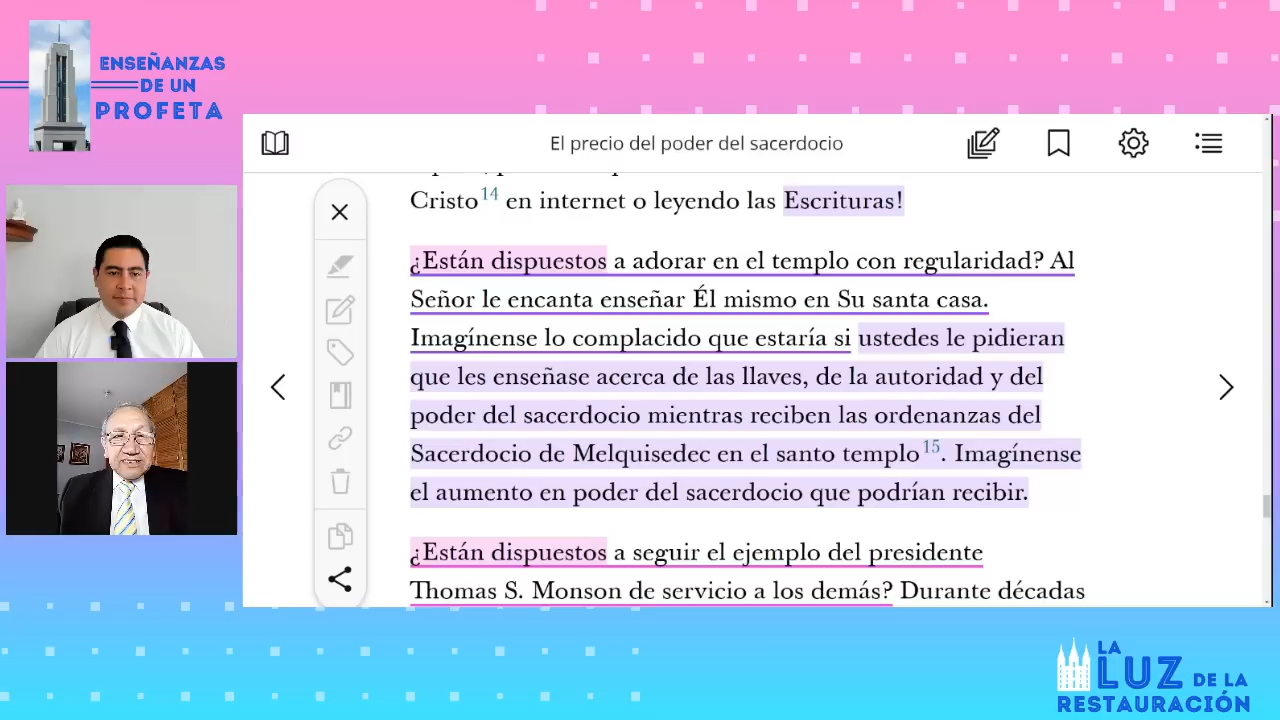 ENSEÑANZAS
DE UN
PROFETA
El precio del poder del sacerdocio
Cristo14 en internet o leyendo las Escrituras!
¿Están dispuestos a adorar en el templo con regularidad? Al
Señor le encanta enseñar Él mismo en Su santa casa.
Imagínense lo complacido que estaría si ustedes le pidieran
que les enseñase acerca de las llaves, de la autoridad y del
poder del sacerdocio mientras reciben las ordenanzas del
Sacerdocio de Melquisedec en el santo templo15. Imagínense
el aumento en poder del sacerdocio que podrían recibir.
¿Están dispuestos a seguir el ejemplo del presidente
Thomas S. Monson de servicio a los demás? Durante décadas
LA
LUZ DE LA
RESTAURACIÓN